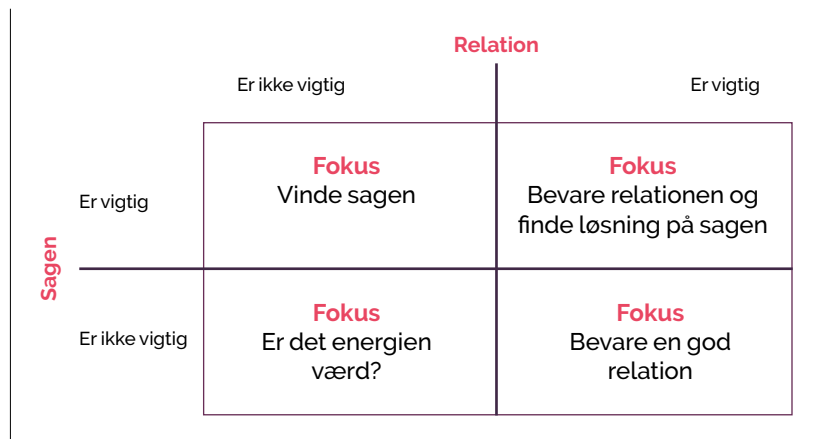 Relation
Er ikke vigtig
Er vigtig
Sagen
Er vigtig
Fokus
Vinde sagen
Fokus
Bevare relationen og
finde løsning på sagen
Er ikke vigtig
Fokus
Er det energien
værd?
Fokus
Bevare en god
relation